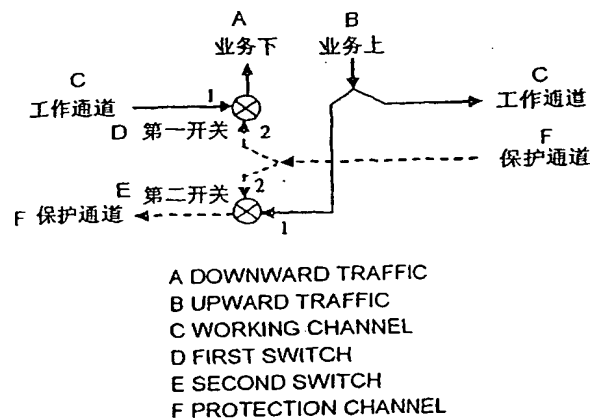 A
B
业务下
业务上
C
C
工作通道
1
工作通道
D 第一开关
2
F
保护通道
E 第二开关
2
F 保护通道
1
A DOWNWARD TRAFFIC
B UPWARD TRAFFIC
C WORKING CHANNEL
D FIRST SWITCH
E SECOND SWITCH
F PROTECTION CHANNEL